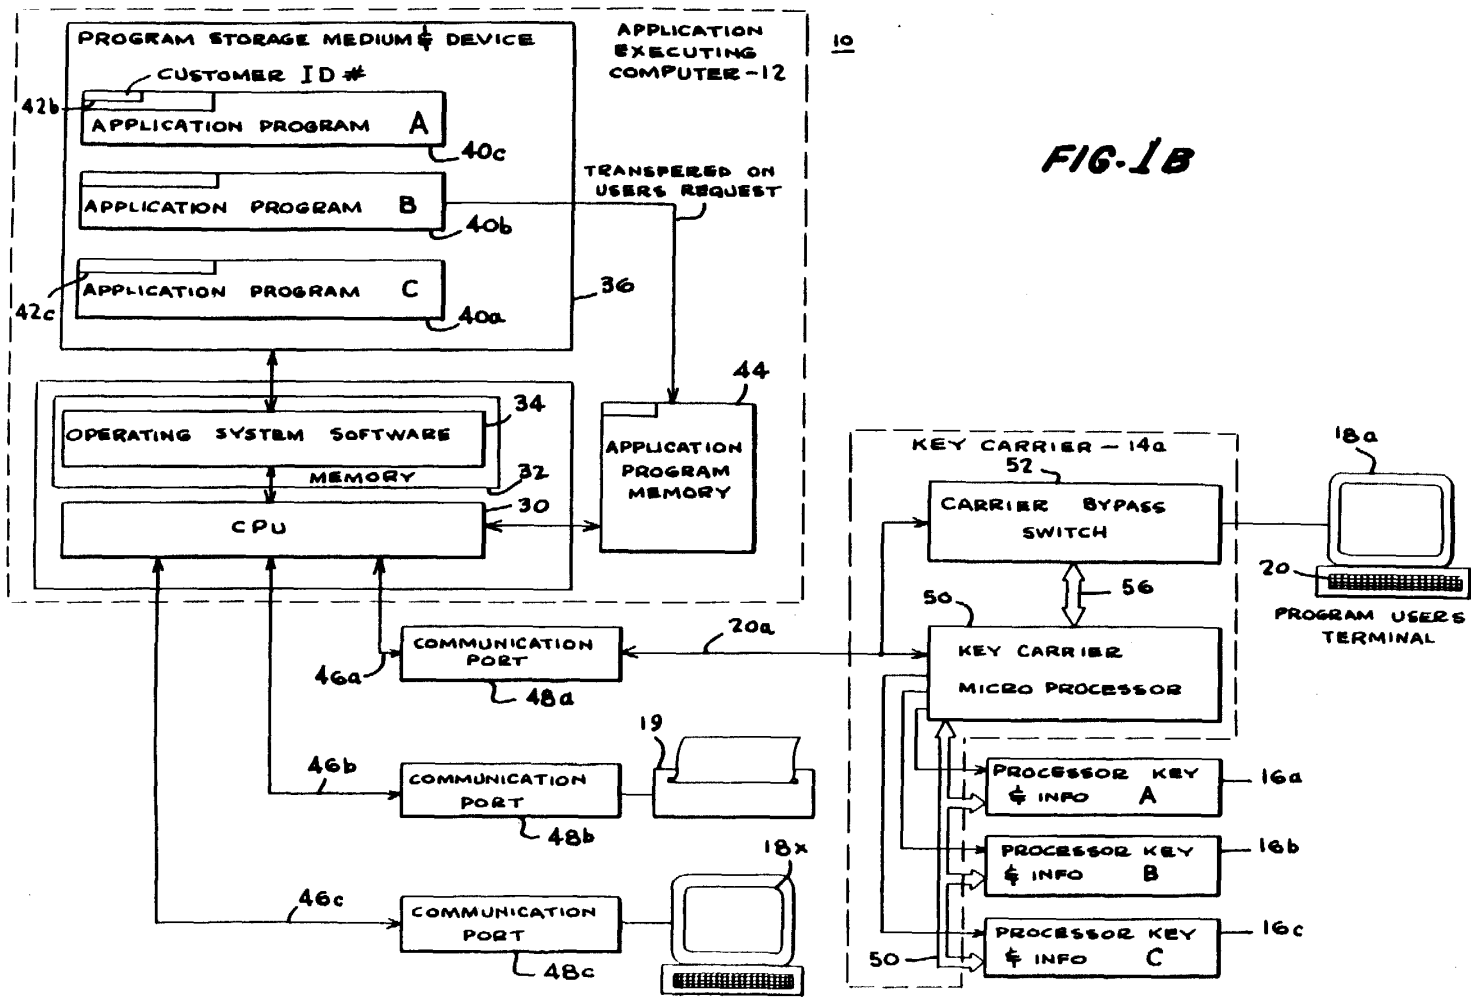 PROGRAM STORAGE MEDIUM & DEVICE
CUSTOMER ID #
42b
APPLICATION PROGRAM A
40c
APPLICATION PROGRAM B
40b
APPLICATION PROGRAM C
42c
40a
36
APPLICATION
EXECUTING
COMPUTER-12
10
FIG. 1B
TRANSFERED ON
USERS REQUEST
44
APPLICATION
PROGRAM
MEMORY
34
OPERATING SYSTEM SOFTWARE
MEMORY
32
30
CPU
KEY CARRIER - 14a
52
CARRIER BYPASS
SWITCH
18a
20
PROGRAM USERS
TERMINAL
56
50
KEY CARRIER
MICRO PROCESSOR
20a
COMMUNICATION
PORT
46a
48a
19
46b
COMMUNICATION
PORT
48b
18x
46c
COMMUNICATION
PORT
48c
PROCESSOR KEY
& INFO A
16a
PROCESSOR KEY
& INFO B
16b
PROCESSOR KEY
& INFO C
16c
50